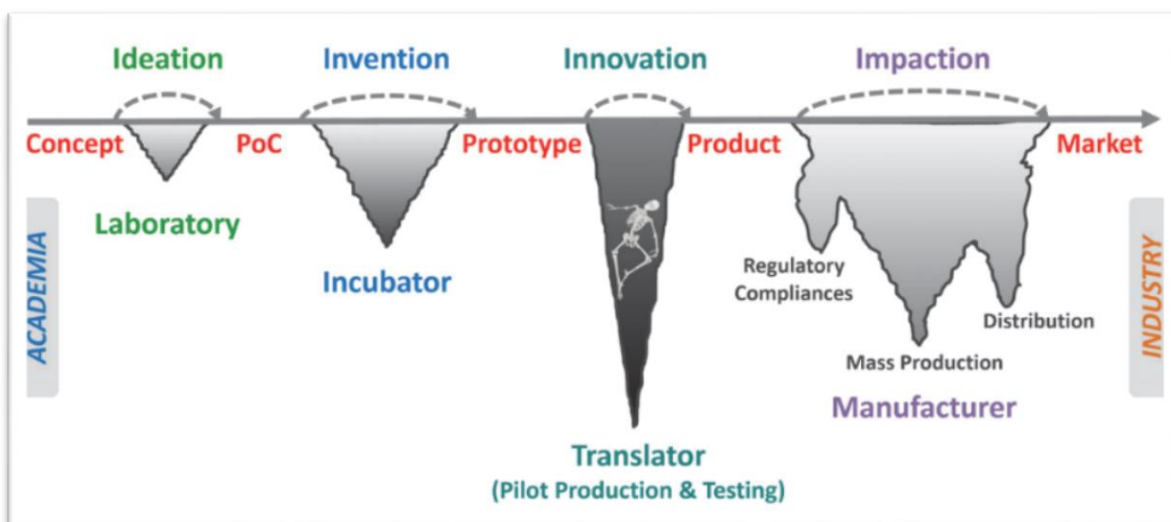 Ideation
Invention
Innovation
Impaction
Concept
PoC
Prototype
Product
Market
Laboratory
Incubator
Translator
(Pilot Production & Testing)
Regulatory
Compliances
Mass Production
Distribution
Manufacturer
ACADEMIA
INDUSTRY